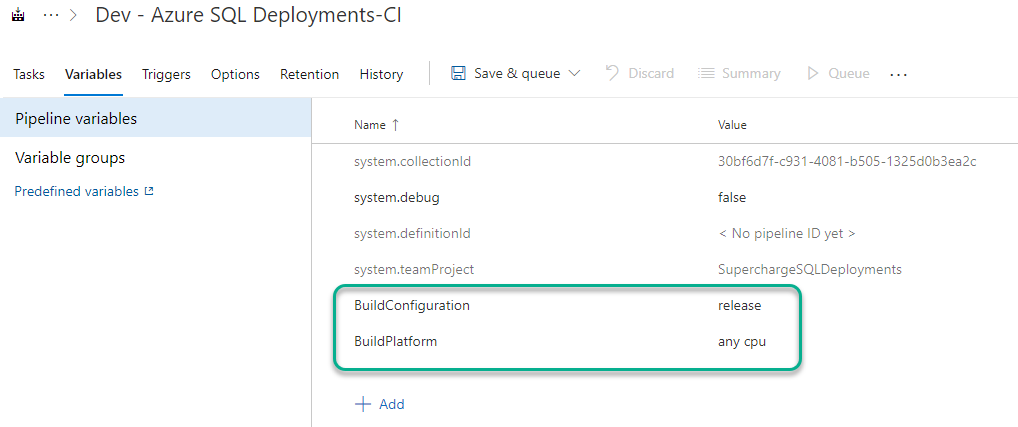 ··· > Dev - Azure SQL Deployments-CI
Tasks Variables Triggers Options Retention History Save & queue Discard Summary Queue ···
Pipeline variables
Name ↑ Value
Variable groups
system.collectionId 30bf6d7f-c931-4081-b505-1325d0b3ea2c
Predefined variables
system.debug false
system.definitionId < No pipeline ID yet >
system.teamProject SuperchargeSQLDeployments
BuildConfiguration release
BuildPlatform any cpu
+ Add